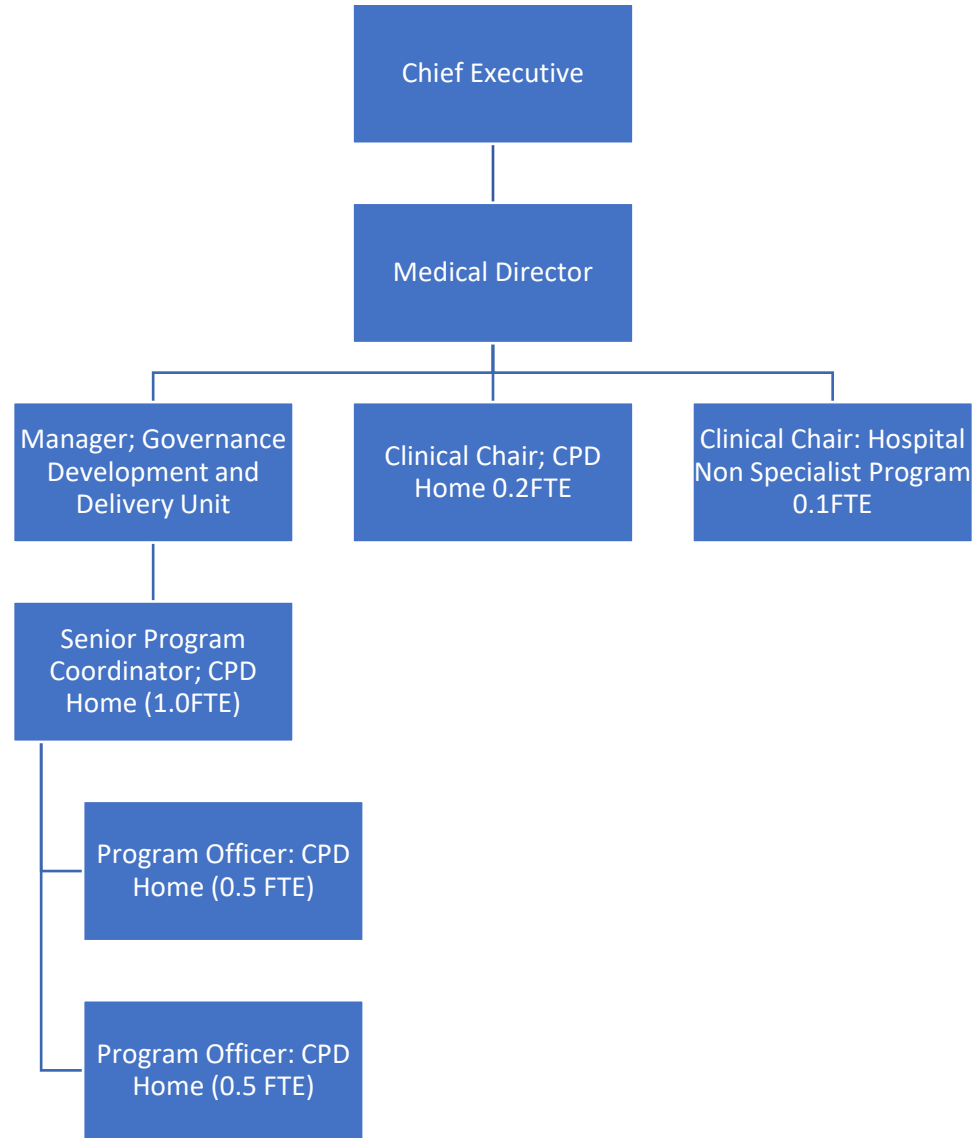 Chief Executive
Medical Director
Manager; Governance
Development and
Delivery Unit
Clinical Chair; CPD
Home 0.2FTE
Clinical Chair: Hospital
Non Specialist Program
0.1FTE
Senior Program
Coordinator; CPD
Home (1.0FTE)
Program Officer: CPD
Home (0.5 FTE)
Program Officer: CPD
Home (0.5 FTE)